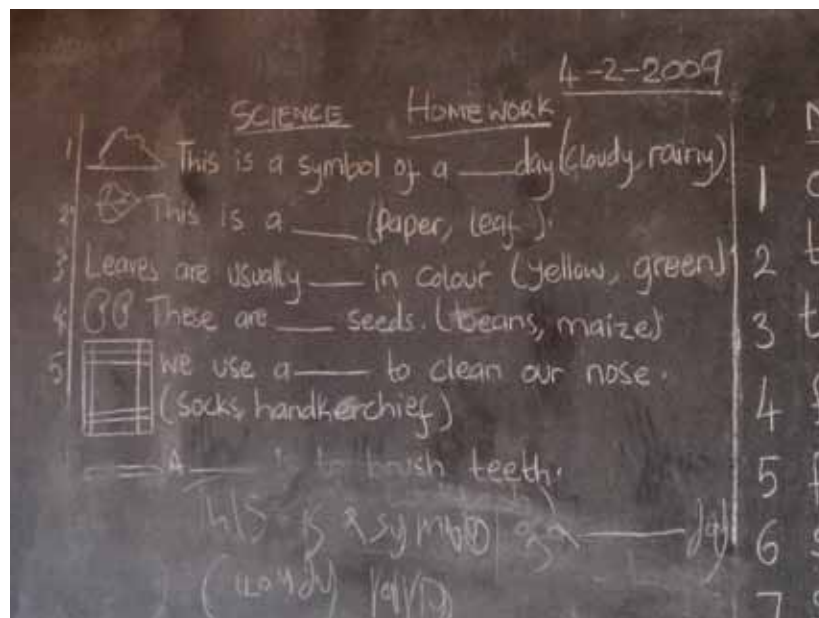 4-2-2009
SCIENCE HOMEWORK
1 This is a symbol of a ___ day (cloudy, rainy)
2 This is a ___ (paper, leaf).
3 Leaves are usually ___ in colour (yellow, green)
4 These are ___ seeds. (beans, maize)
5 we use a ___ to clean our nose.
(socks, handkerchief)
___ A ___ is to brush teeth.
This is a symbol of a ___ day
1
2
3
4
5
6
7